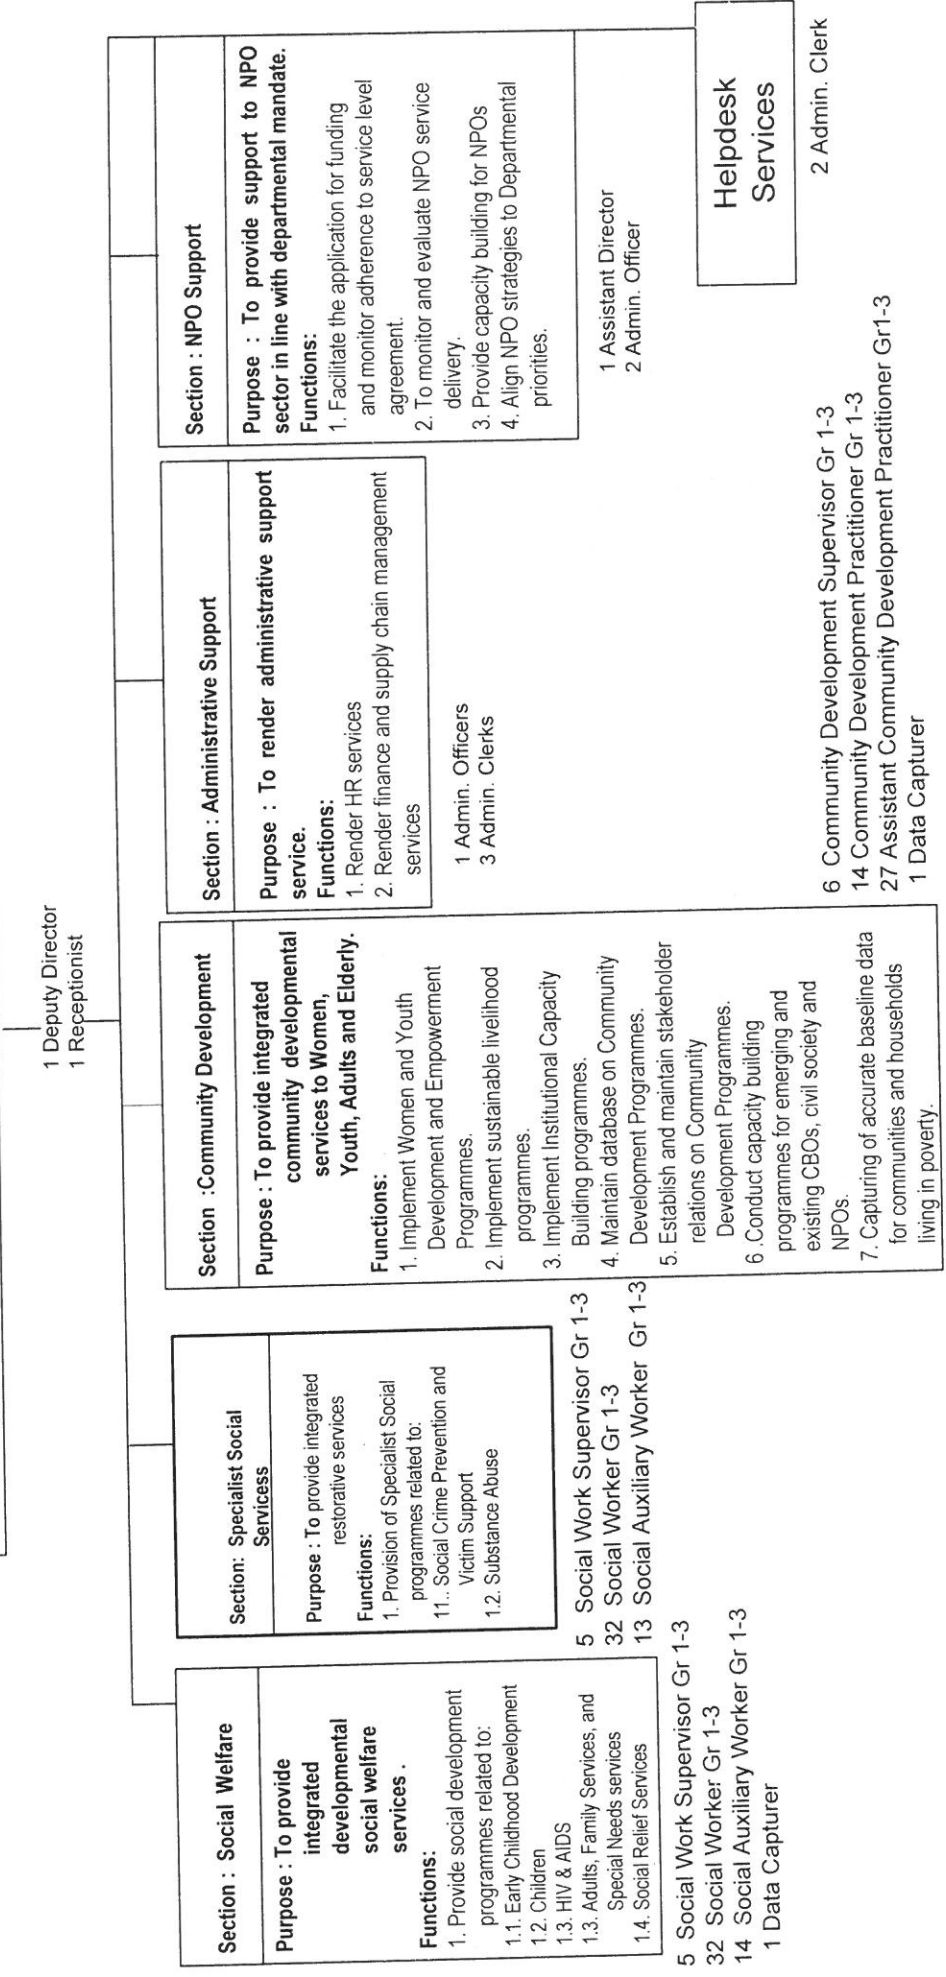 1 Deputy Director
1 Receptionist
Section : Social Welfare
Purpose : To provide
integrated
developmental
social welfare
services .
Functions:
1. Provide social development
programmes related to:
1.1. Early Childhood Development
1.2. Children
1.3. HIV & AIDS
1.3. Adults, Family Services, and
Special Needs services
1.4. Social Relief Services
5 Social Work Supervisor Gr 1-3
32 Social Worker Gr 1-3
14 Social Auxiliary Worker Gr 1-3
1 Data Capturer
Section: Specialist Social
Servicess
Purpose : To provide integrated
restorative services
Functions:
1. Provision of Specialist Social
programmes related to:
11.. Social Crime Prevention and
Victim Support
1.2. Substance Abuse
5 Social Work Supervisor Gr 1-3
32 Social Worker Gr 1-3
13 Social Auxiliary Worker Gr 1-3
Section :Community Development
Purpose : To provide integrated
community developmental
services to Women,
Youth, Adults and Elderly.
Functions:
1. Implement Women and Youth
Development and Empowerment
Programmes.
2. Implement sustainable livelihood
programmes.
3. Implement Institutional Capacity
Building programmes.
4. Maintain database on Community
Development Programmes.
5. Establish and maintain stakeholder
relations on Community
Development Programmes.
6 .Conduct capacity building
programmes for emerging and
existing CBOs, civil society and
NPOs.
7. Capturing of accurate baseline data
for communities and households
living in poverty.
6 Community Development Supervisor Gr 1-3
14 Community Development Practitioner Gr 1-3
27 Assistant Community Development Practitioner Gr1-3
1 Data Capturer
Section : Administrative Support
Purpose : To render administrative support
service.
Functions:
1. Render HR services
2. Render finance and supply chain management
services
1 Admin. Officers
3 Admin. Clerks
Section : NPO Support
Purpose : To provide support to NPO
sector in line with departmental mandate.
Functions:
1. Facilitate the application for funding
and monitor adherence to service level
agreement.
2. To monitor and evaluate NPO service
delivery.
3. Provide capacity building for NPOs
4. Align NPO strategies to Departmental
priorities.
1 Assistant Director
2 Admin. Officer
Helpdesk
Services
2 Admin. Clerk